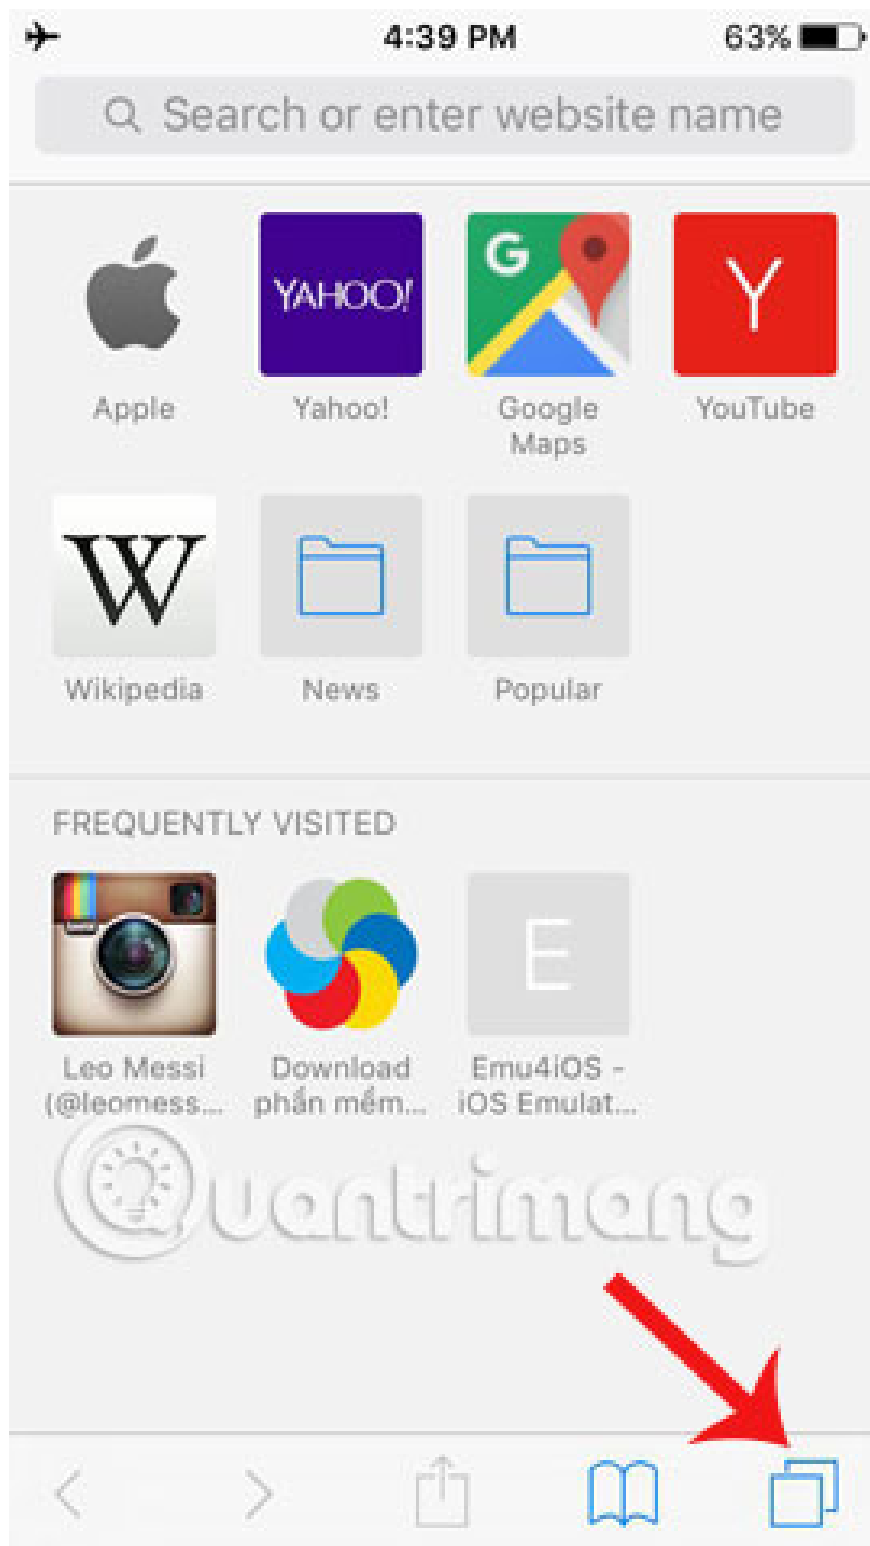 4:39 PM
63%
Search or enter website name
YAHOO!
G
Y
Apple
Yahoo!
Google
Maps
YouTube
W
Wikipedia
News
Popular
FREQUENTLY VISITED
E
Leo Messi
(@leomess...
Download
phần mềm...
Emu4iOS -
iOS Emulat...
Quantrimang